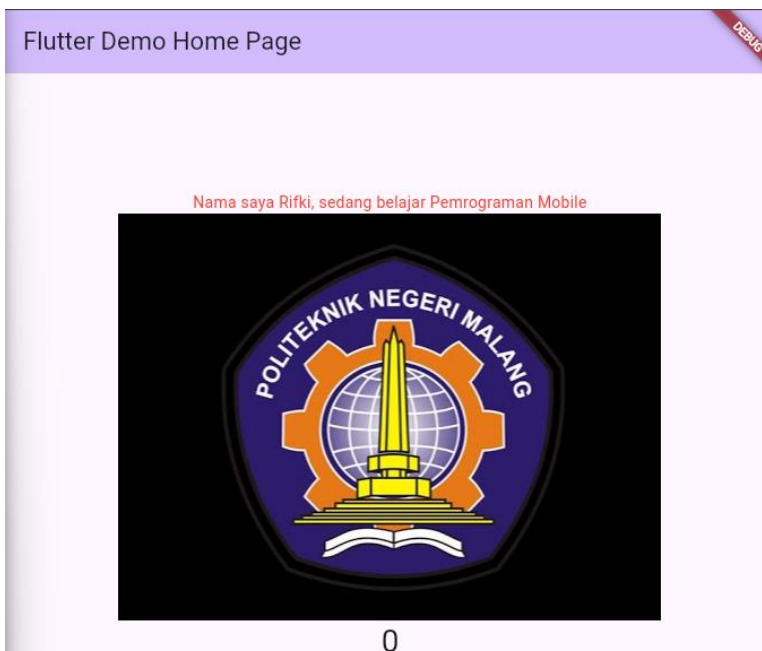 Flutter Demo Home Page
DEBUG
Nama saya Rifki, sedang belajar Pemrograman Mobile
POLITEKNIK NEGERI MALANG
0